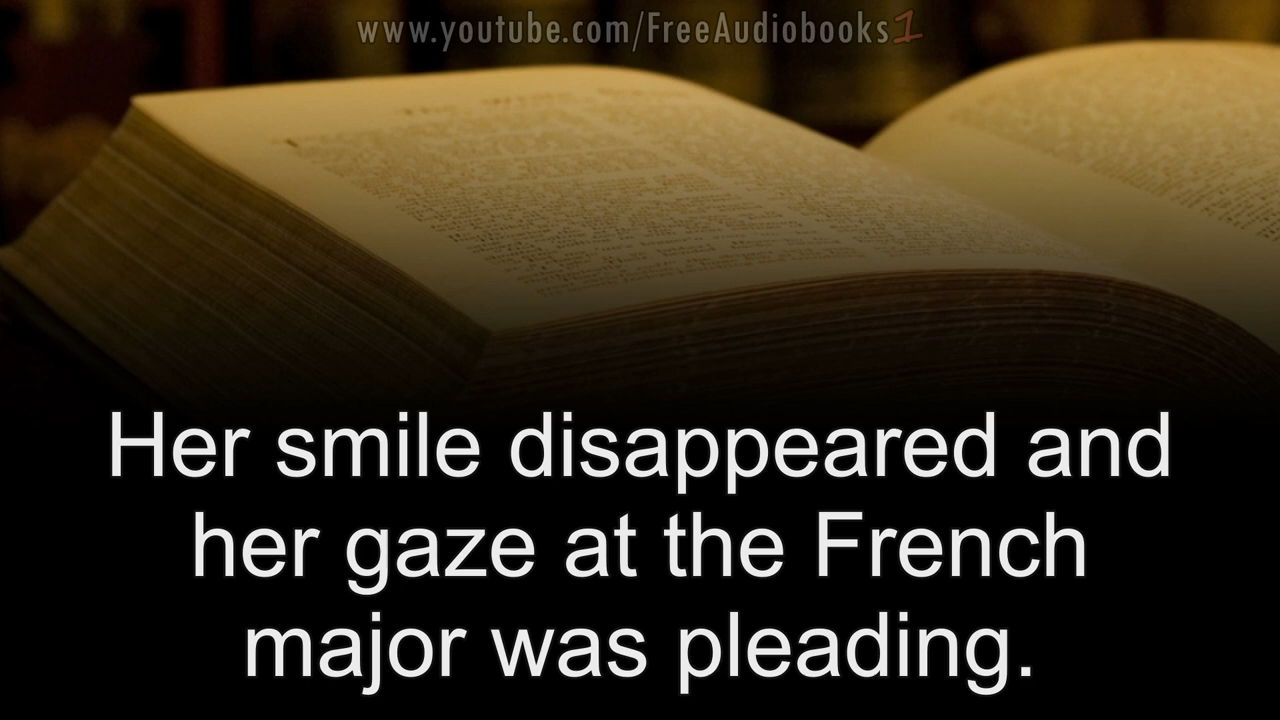 www.youtube.com/FreeAudiobooks1
Her smile disappeared and
her gaze at the French
major was pleading.